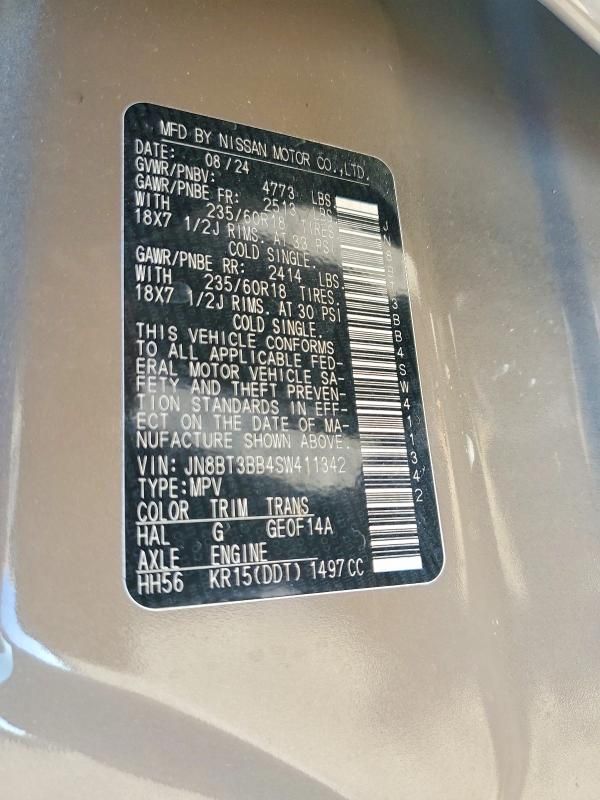 MFD BY NISSAN MOTOR CO.,LTD.
DATE: 08/24
GVWR/PNBV: 4773 LBS
GAWR/PNBE FR: 2513 LBS.
WITH 235/60R18 TIRES.
18X7 1/2J RIMS. AT 33 PSI
COLD SINGLE.
GAWR/PNBE RR: 2414 LBS
WITH 235/60R18 TIRES.
18X7 1/2J RIMS. AT 30 PSI
COLD SINGLE.
THIS VEHICLE CONFORMS
TO ALL APPLICABLE FED-
ERAL MOTOR VEHICLE SA-
FETY AND THEFT PREVEN-
TION STANDARDS IN EFF-
ECT ON THE DATE OF MA-
NUFACTURE SHOWN ABOVE.
VIN: JN8BT3BB4SW411342
TYPE:MPV
COLOR TRIM TRANS
HAL G GE0F14A
AXLE ENGINE
HH56 KR15(DDT) 1497CC
JN8BT3BB4SW411342